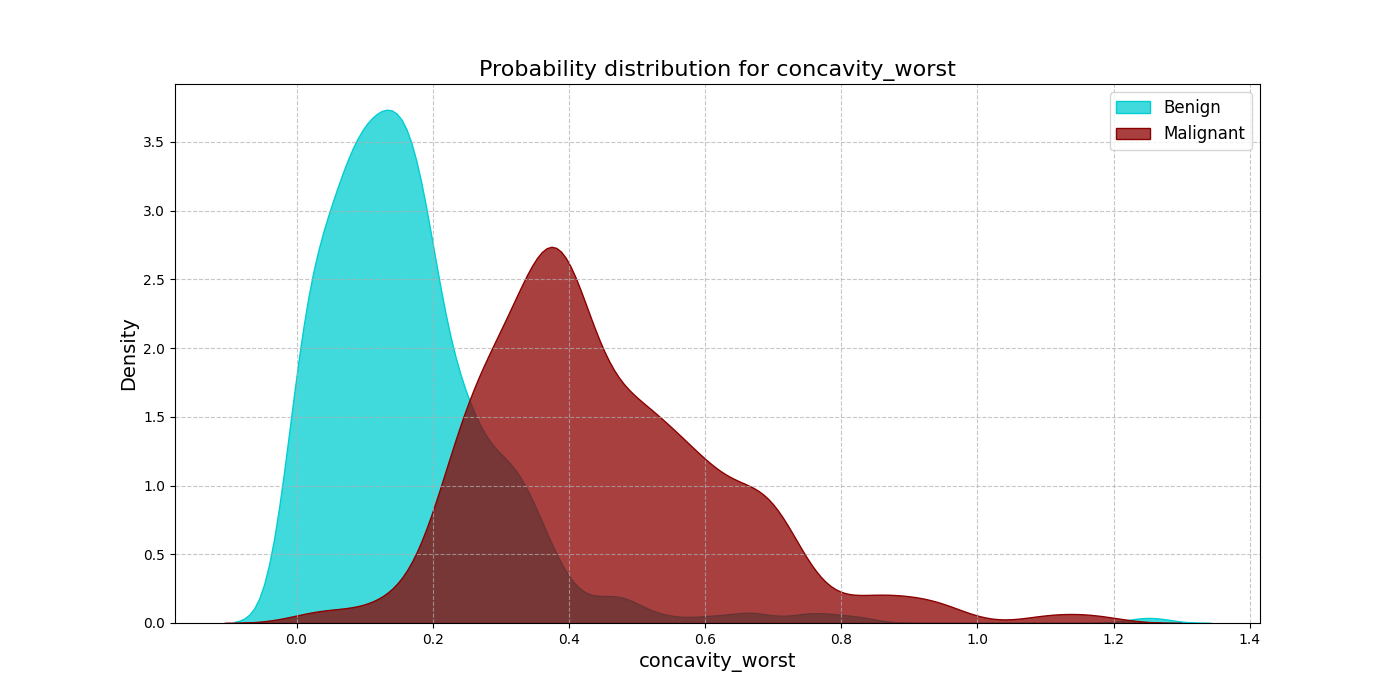 Probability distribution for concavity_worst
Benign
Malignant
Density
3.5
3.0
2.5
2.0
1.5
1.0
0.5
0.0
0.0 0.2 0.4 0.6 0.8 1.0 1.2 1.4
concavity_worst